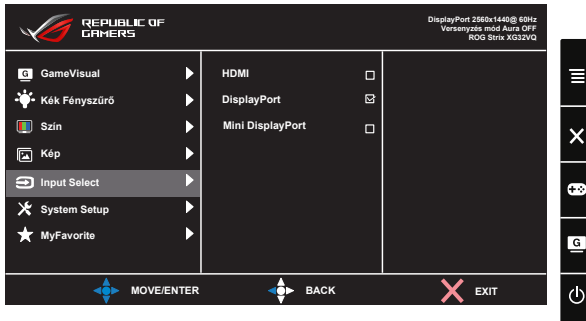 REPUBLIC OF
GAMERS
DisplayPort 2560x1440@ 60Hz
Versenyzés mód Aura OFF
ROG Strix XG32VQ
G GameVisual
Kék Fényszűrő
Szín
Kép
Input Select
System Setup
MyFavorite
HDMI
DisplayPort
Mini DisplayPort
MOVE/ENTER
BACK
EXIT
G